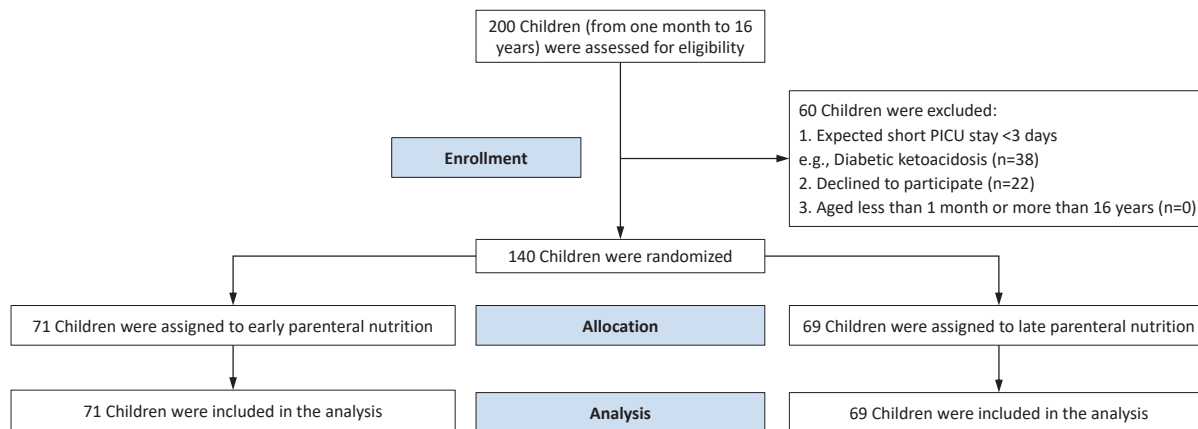 200 Children (from one month to 16
years) were assessed for eligibility
60 Children were excluded:
1. Expected short PICU stay <3 days
e.g., Diabetic ketoacidosis (n=38)
2. Declined to participate (n=22)
3. Aged less than 1 month or more than 16 years (n=0)
Enrollment
140 Children were randomized
71 Children were assigned to early parenteral nutrition
Allocation
69 Children were assigned to late parenteral nutrition
71 Children were included in the analysis
Analysis
69 Children were included in the analysis